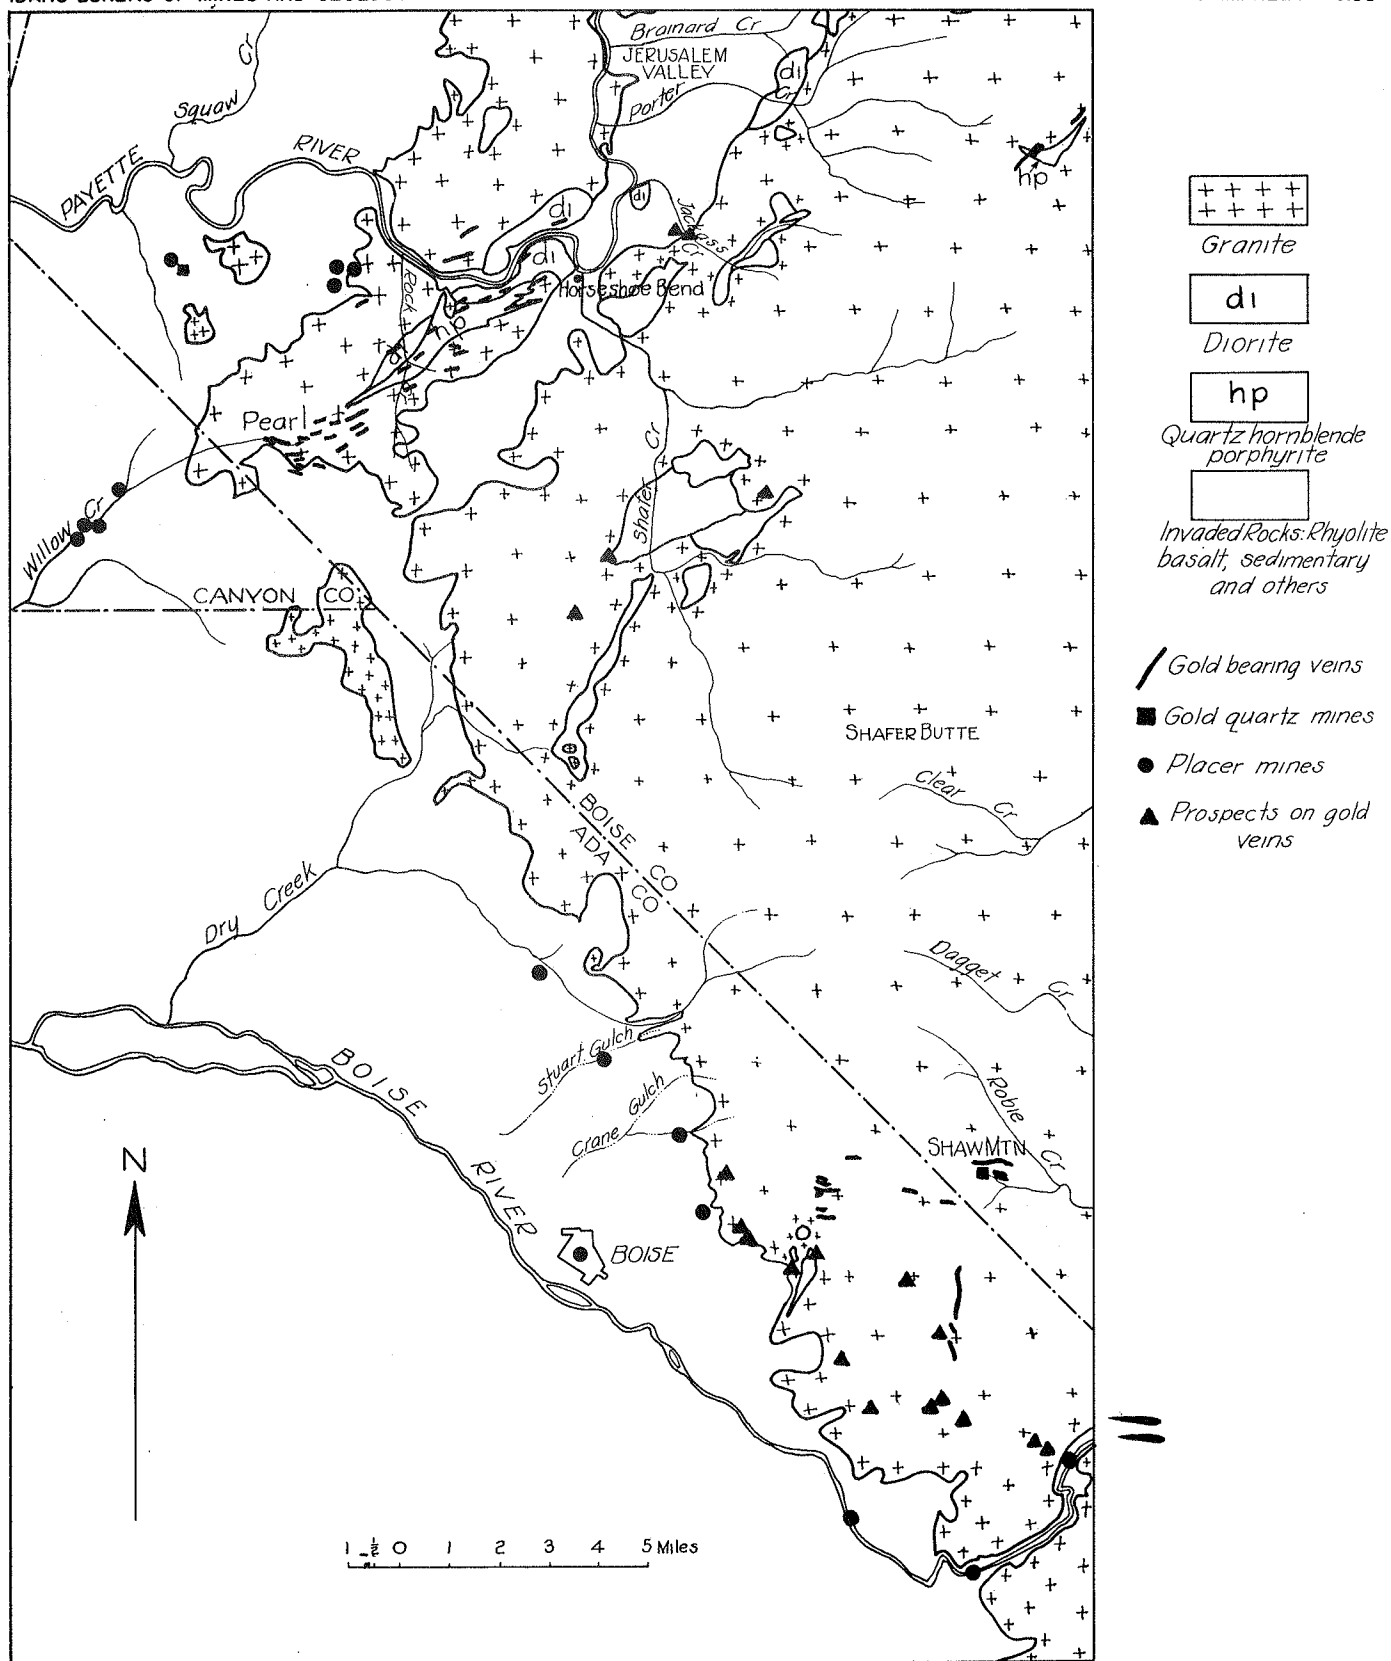 Brainard Cr
JERUSALEM
VALLEY
Porter
Cr
di
Squaw Cr
PAYETTE RIVER
hp
di
di
di
Jackass
Cr
Horseshoe Bend
Rock
Pearl
Willow Cr
Shafer Cr
CANYON CO
SHAFER BUTTE
Clear Cr
BOISE CO
ADA CO
Dry Creek
Dagget Cr
Stuart Gulch
Crane Gulch
Robie Cr
SHAW MTN
BOISE RIVER
BOISE
N
1 ½ 0 1 2 3 4 5 Miles
Granite
di
Diorite
hp
Quartz hornblende
porphyrite
Invaded Rocks: Rhyolite
basalt, sedimentary
and others
Gold bearing veins
Gold quartz mines
Placer mines
Prospects on gold
veins